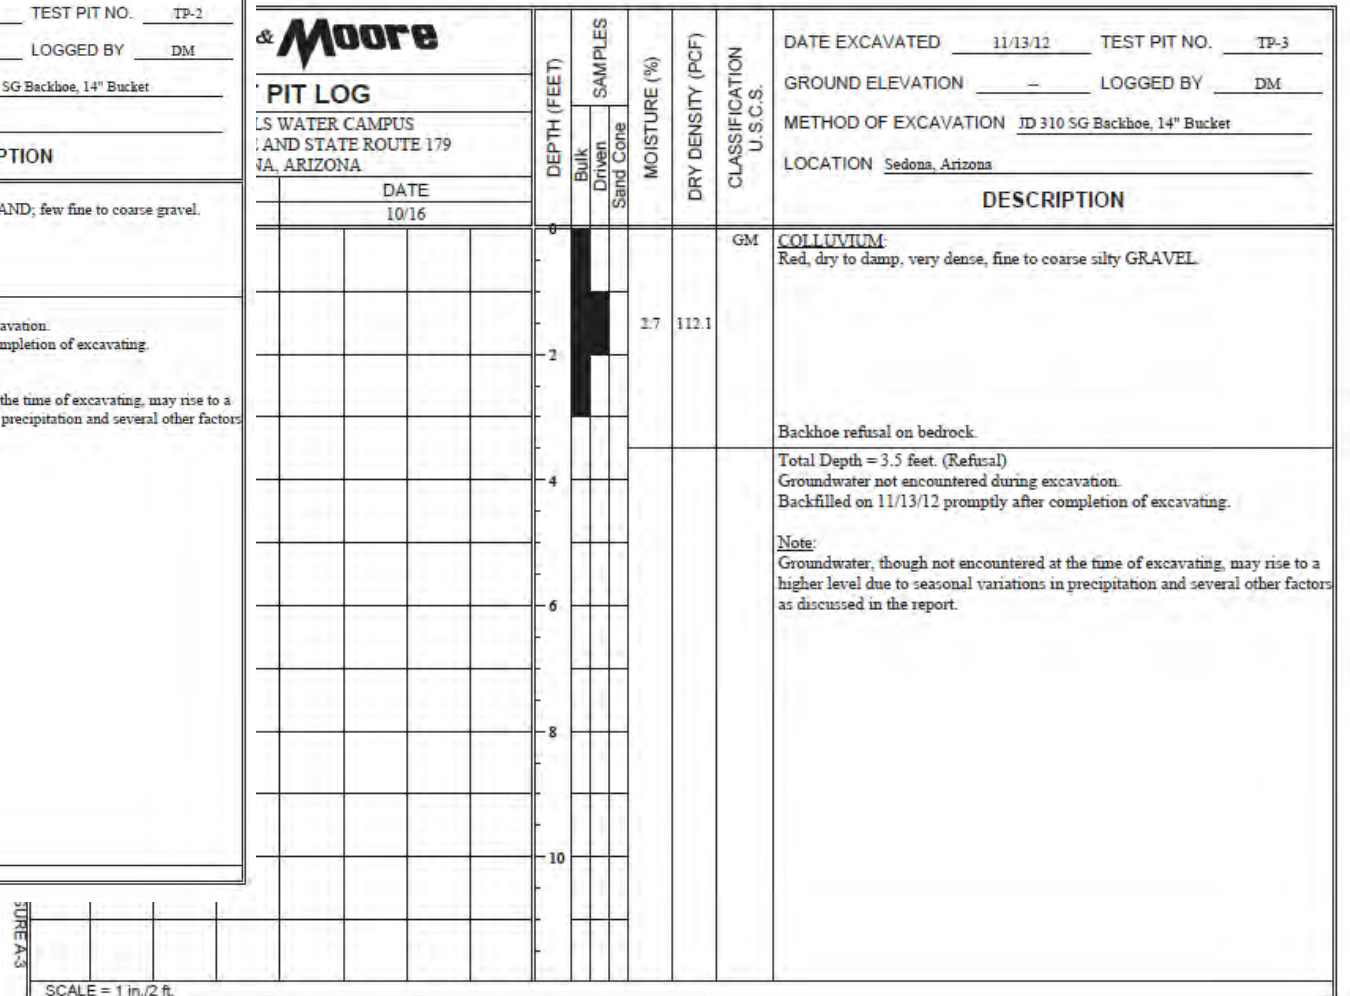 TEST PIT NO. TP-2
LOGGED BY DM
SG Backhoe, 14" Bucket
PTION
AND; few fine to coarse gravel.
avation.
mpletion of excavating.
the time of excavating, may rise to a
precipitation and several other factors
& Moore
PIT LOG
LS WATER CAMPUS
AND STATE ROUTE 179
NA, ARIZONA
DATE
10/16
DEPTH (FEET)
SAMPLES
Bulk
Driven
Sand Cone
MOISTURE (%)
DRY DENSITY (PCF)
CLASSIFICATION
U.S.C.S.
DATE EXCAVATED 11/13/12 TEST PIT NO. TP-3
GROUND ELEVATION -- LOGGED BY DM
METHOD OF EXCAVATION JD 310 SG Backhoe, 14" Bucket
LOCATION Sedona, Arizona
DESCRIPTION
0
GM COLLUVIUM:
Red, dry to damp, very dense, fine to coarse silty GRAVEL.
2.7 112.1
2
Backhoe refusal on bedrock.
Total Depth = 3.5 feet. (Refusal)
4
Groundwater not encountered during excavation.
Backfilled on 11/13/12 promptly after completion of excavating.
Note:
Groundwater, though not encountered at the time of excavating, may rise to a
higher level due to seasonal variations in precipitation and several other factors
as discussed in the report.
6
8
10
GURE A-3
SCALE = 1 in./2 ft.